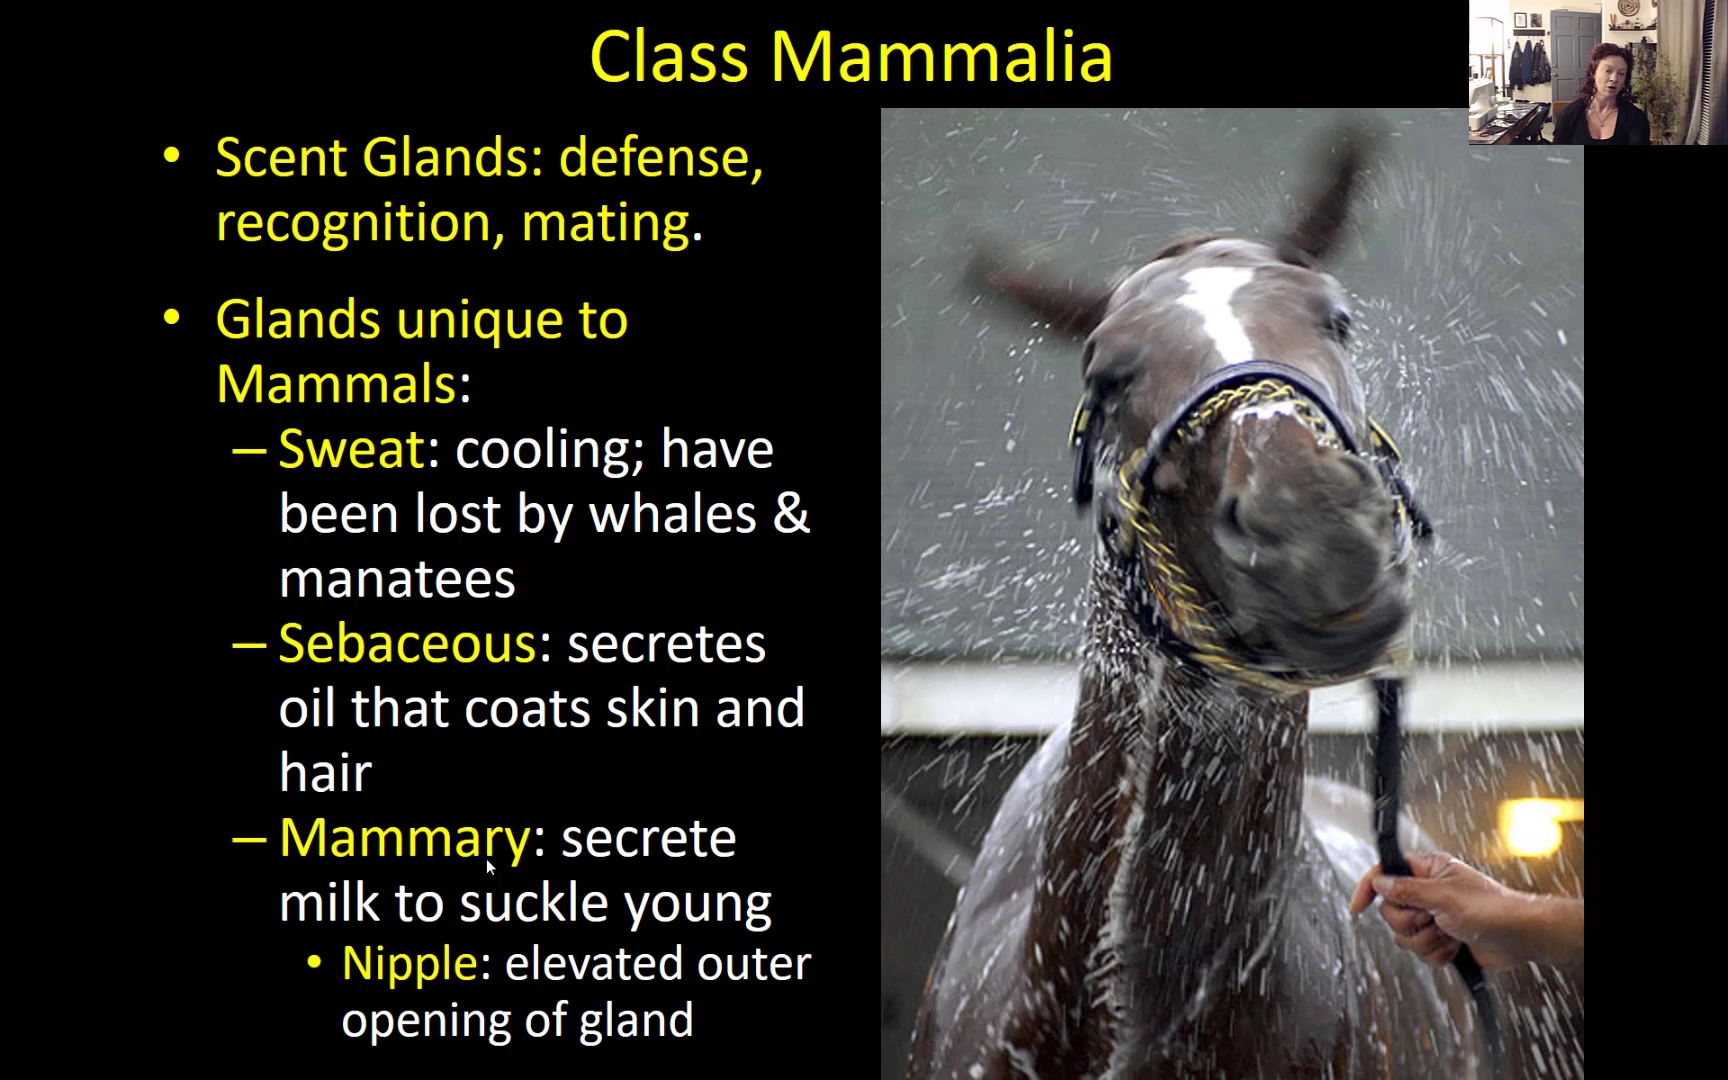 Class Mammalia
• Scent Glands: defense,
recognition, mating.
• Glands unique to
Mammals:
– Sweat: cooling; have
been lost by whales &
manatees
– Sebaceous: secretes
oil that coats skin and
hair
– Mammary: secrete
milk to suckle young
• Nipple: elevated outer
opening of gland